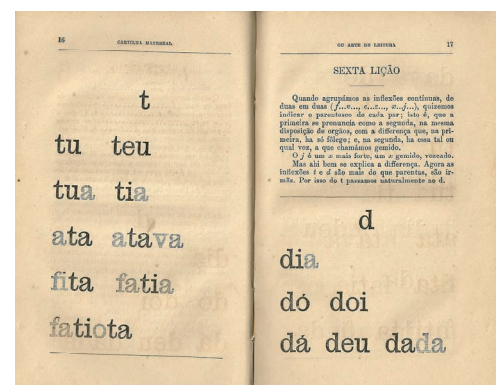 16
CARTILHA MATERNAL
t
tu teu
tua tia
ata atava
fita fatia
fatiota
OU ARTE DE LEITURA
17
SEXTA LIÇÃO
Quando agrupámos as inflexões continuas, de
duas em duas (f...v..., c...z..., x...j...), quizemos
indicar o parentesco de cada par; isto é, que a
primeira se pronuncia como a segunda, na mesma
disposição de orgãos, com a differença que, na pri-
meira, ha só fôlego; e, na segunda, ha essa tal ou
qual voz, a que chamámos gemido.
O j é um x mais forte, um x gemido, vozeado.
Mas ahi bem se explica a differença. Agora as
inflexões t e d são mais do que parentas, são ir-
mãs. Por isso do t passamos naturalmente ao d.
d
dia
dó doi
dá deu dada